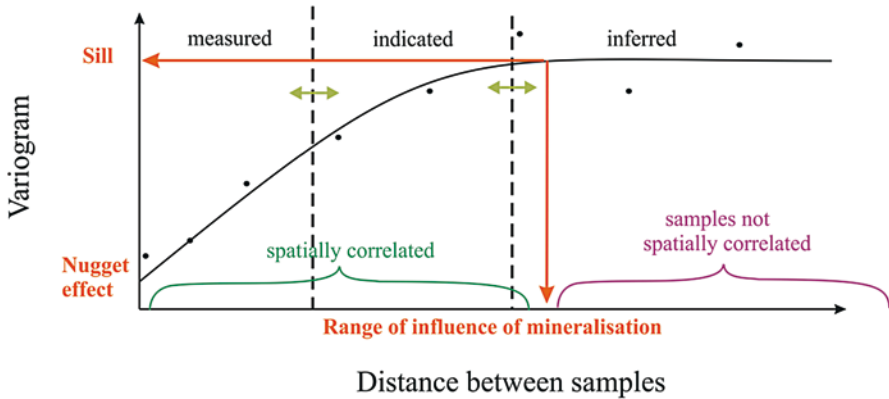 measured
indicated
inferred
Sill
Variogram
samples not
spatially correlated
spatially correlated
Nugget
effect
Range of influence of mineralisation
Distance between samples